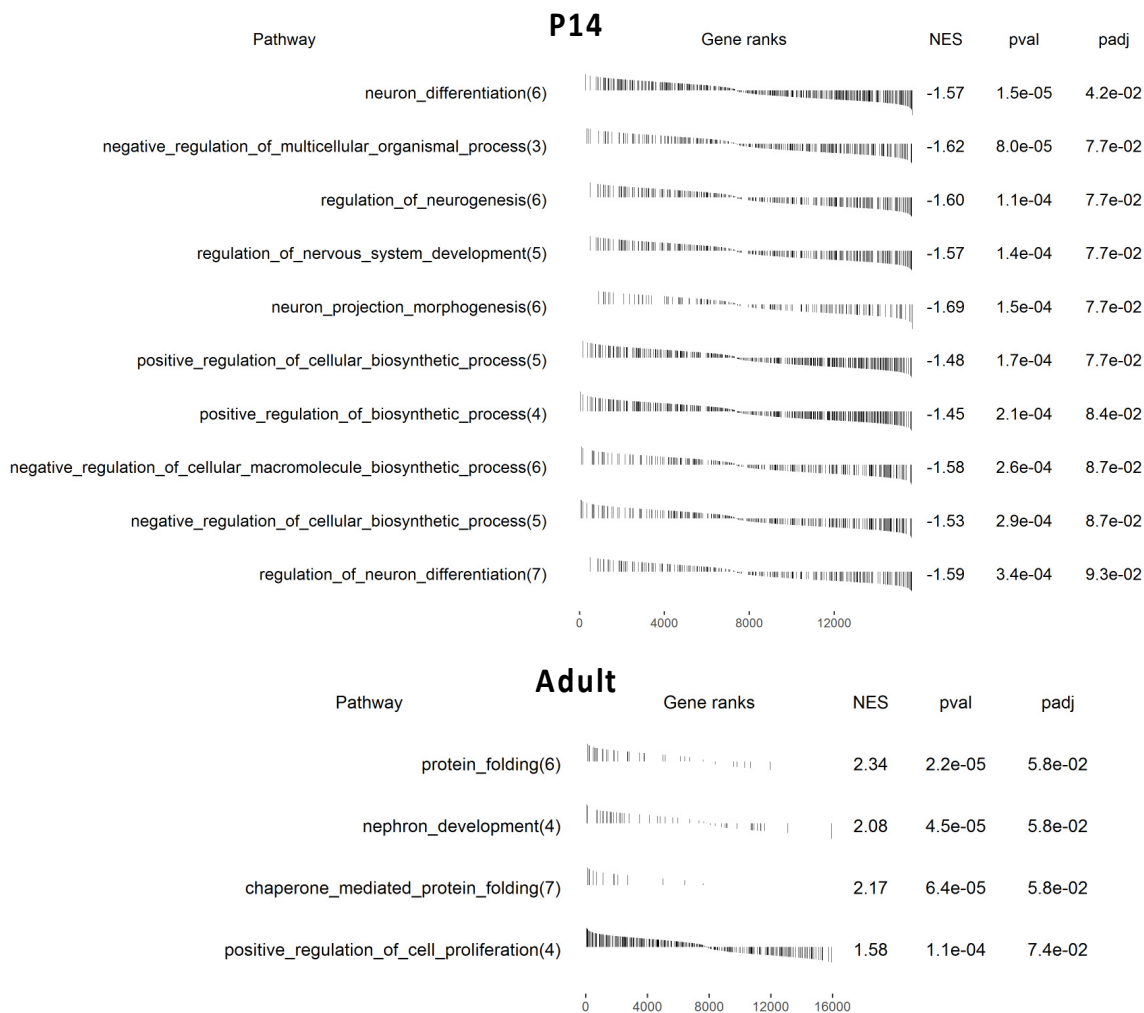 P14
Pathway Gene ranks NES pval padj
neuron_differentiation(6) -1.57 1.5e-05 4.2e-02
negative_regulation_of_multicellular_organismal_process(3) -1.62 8.0e-05 7.7e-02
regulation_of_neurogenesis(6) -1.60 1.1e-04 7.7e-02
regulation_of_nervous_system_development(5) -1.57 1.4e-04 7.7e-02
neuron_projection_morphogenesis(6) -1.69 1.5e-04 7.7e-02
positive_regulation_of_cellular_biosynthetic_process(5) -1.48 1.7e-04 7.7e-02
positive_regulation_of_biosynthetic_process(4) -1.45 2.1e-04 8.4e-02
negative_regulation_of_cellular_macromolecule_biosynthetic_process(6) -1.58 2.6e-04 8.7e-02
negative_regulation_of_cellular_biosynthetic_process(5) -1.53 2.9e-04 8.7e-02
regulation_of_neuron_differentiation(7) -1.59 3.4e-04 9.3e-02
0 4000 8000 12000
Adult
Pathway Gene ranks NES pval padj
protein_folding(6) 2.34 2.2e-05 5.8e-02
nephron_development(4) 2.08 4.5e-05 5.8e-02
chaperone_mediated_protein_folding(7) 2.17 6.4e-05 5.8e-02
positive_regulation_of_cell_proliferation(4) 1.58 1.1e-04 7.4e-02
0 4000 8000 12000 16000